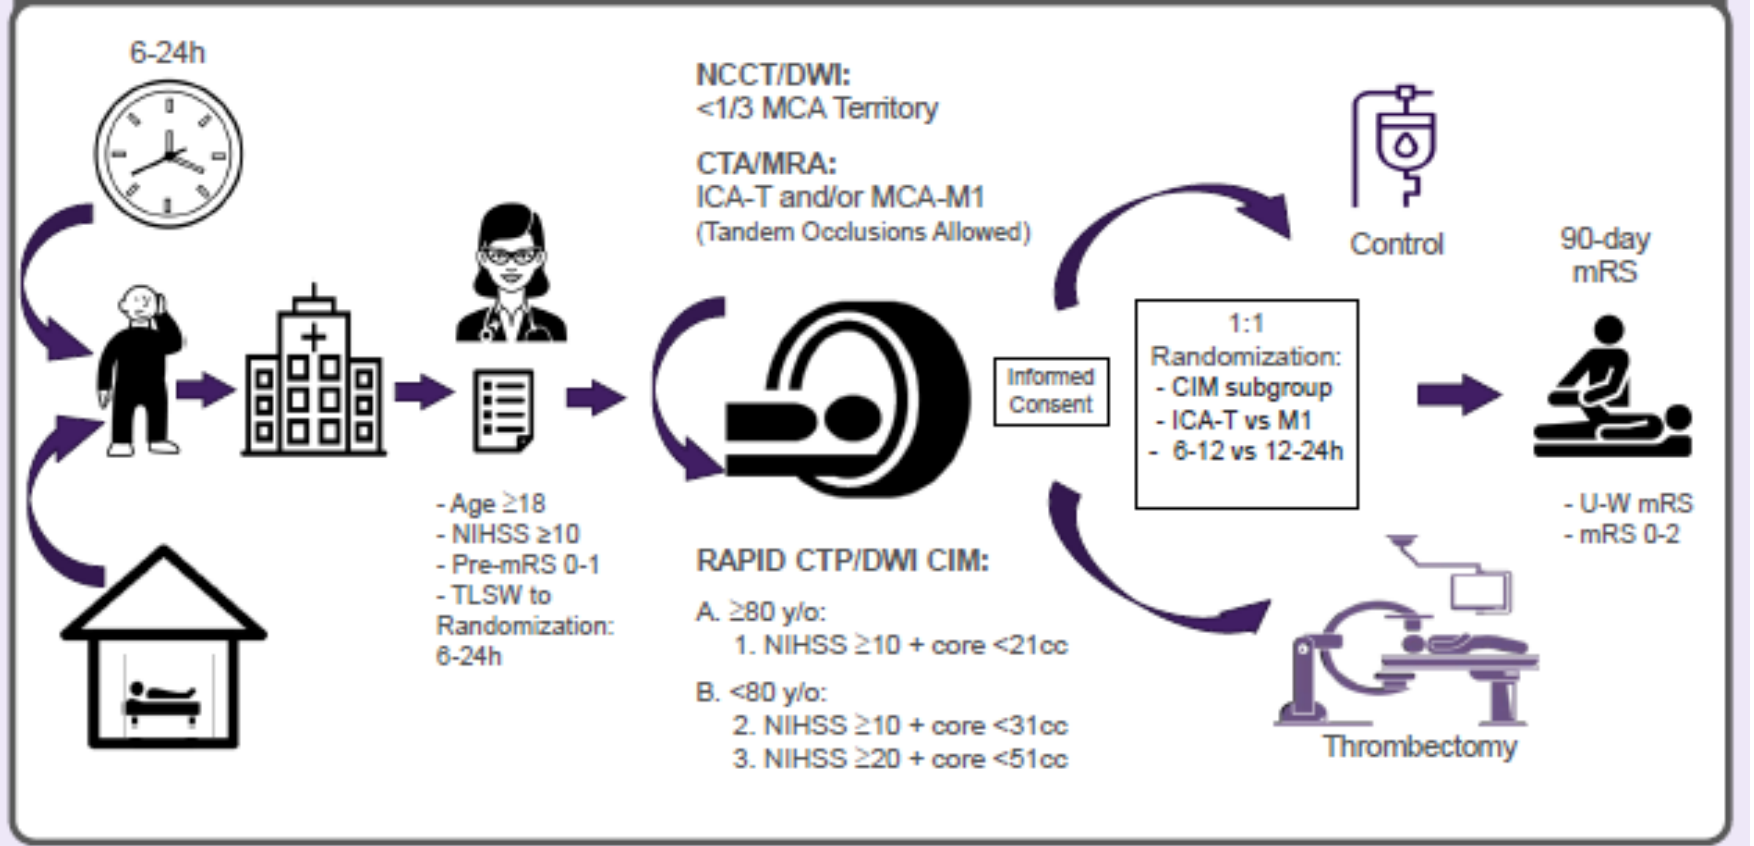 6-24h
- Age ≥18
- NIHSS ≥10
- Pre-mRS 0-1
- TLSW to
Randomization:
6-24h
NCCT/DWI:
<1/3 MCA Territory
CTA/MRA:
ICA-T and/or MCA-M1
(Tandem Occlusions Allowed)
RAPID CTP/DWI CIM:
A. ≥80 y/o:
1. NIHSS ≥10 + core <21cc
B. <80 y/o:
2. NIHSS ≥10 + core <31cc
3. NIHSS ≥20 + core <51cc
Informed
Consent
Control
1:1
Randomization:
- CIM subgroup
- ICA-T vs M1
- 6-12 vs 12-24h
Thrombectomy
90-day
mRS
- U-W mRS
- mRS 0-2